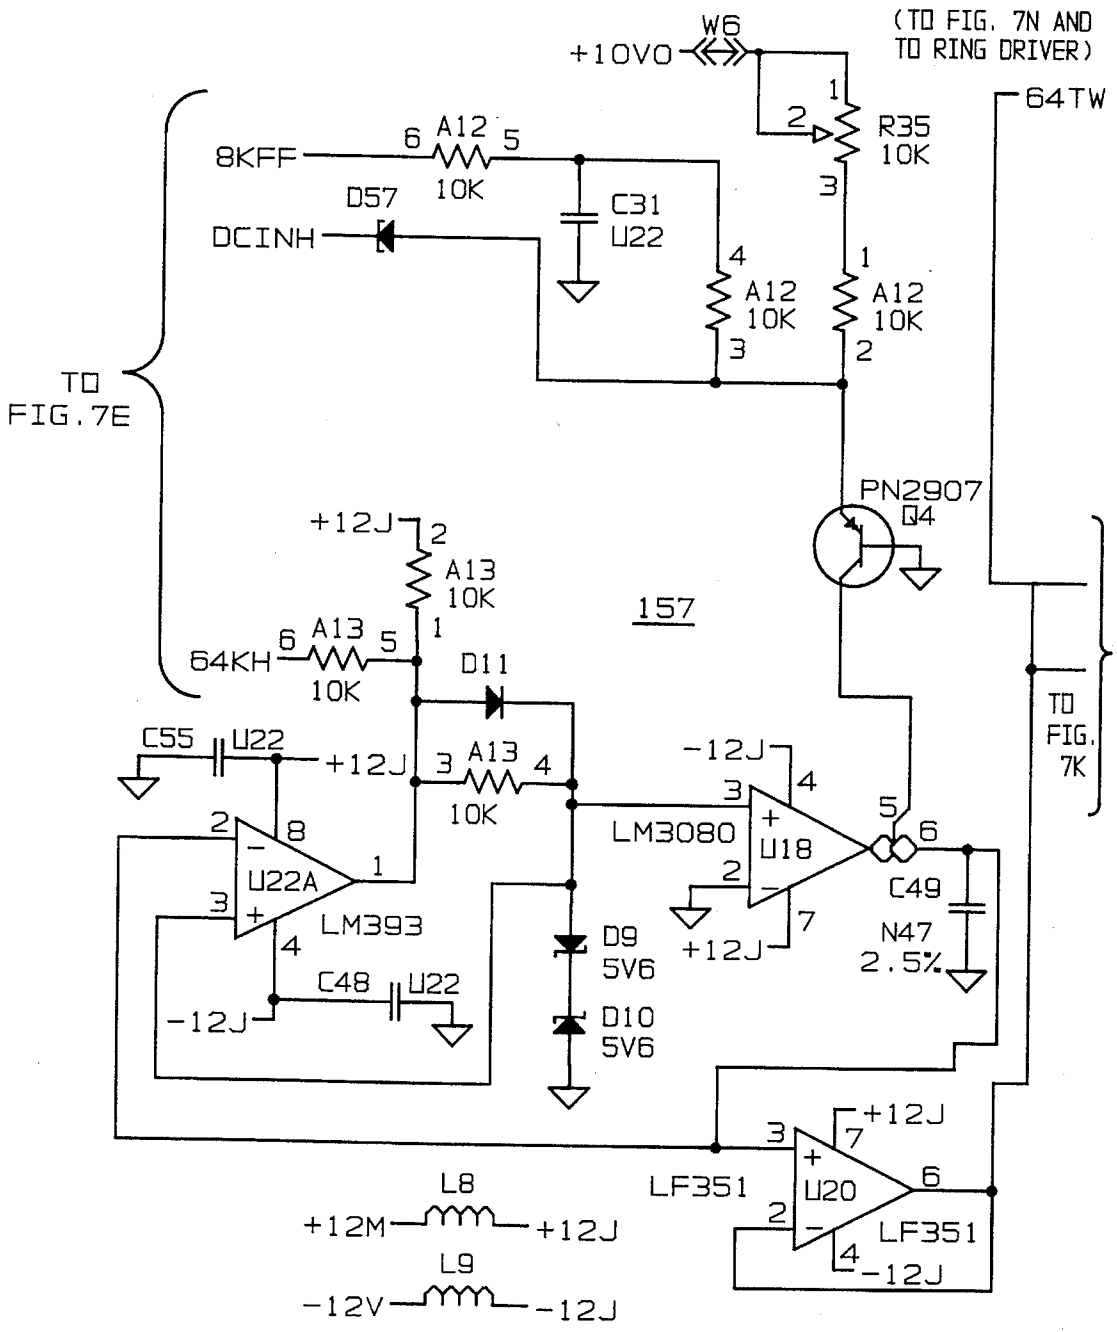 (TO FIG. 7N AND
TO RING DRIVER)
W6
+10VO
64TW
1
2
R35
10K
3
A12
6
5
8KFF
10K
D57
C31
U22
DCINH
4
A12
10K
3
1
A12
10K
2
TO
FIG.7E
PN2907
Q4
+12J
2
A13
10K
1
157
A13
6
5
64KH
10K
D11
C55
U22
+12J
A13
3
4
10K
TO
FIG.
7K
-12J
4
3
+
LM3080
U18
5
6
2
-
7
+12J
C49
N47
2.5%
2
-
8
U22A
1
3
+
4
LM393
C48
U22
-12J
D9
5V6
D10
5V6
+12J
7
3
+
LF351
U20
6
2
-
LF351
4
-12J
L8
+12M
+12J
L9
-12V
-12J